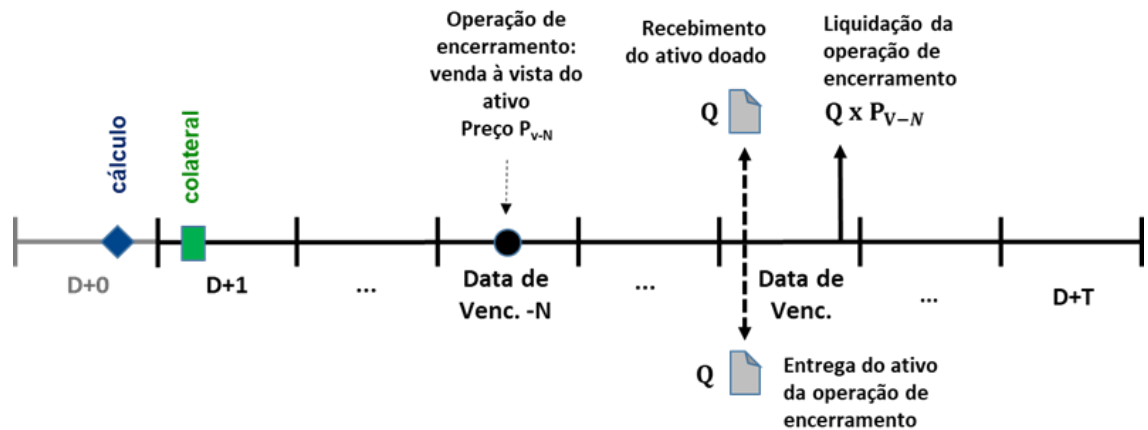 Operação de
encerramento:
venda à vista do
ativo
Preço Pv-N
Recebimento
do ativo doado
Q
Liquidação da
operação de
encerramento
Q x PV−N
cálculo
colateral
D+0
D+1
...
Data de
Venc. -N
...
Data de
Venc.
...
D+T
Q
Entrega do ativo
da operação de
encerramento